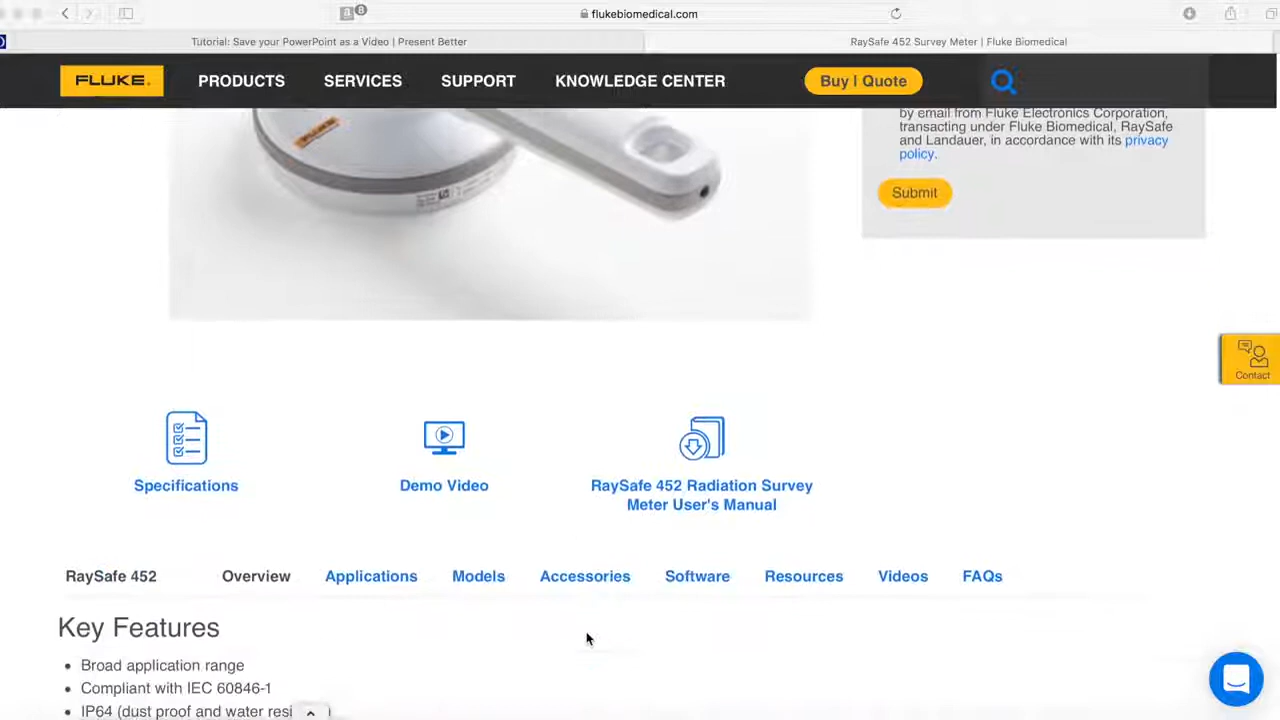 flukebiomedical.com
Tutorial: Save your PowerPoint as a Video | Present Better
RaySafe 452 Survey Meter | Fluke Biomedical
FLUKE
PRODUCTS
SERVICES
SUPPORT
KNOWLEDGE CENTER
Buy | Quote
by email from Fluke Electronics Corporation,
transacting under Fluke Biomedical, RaySafe
and Landauer, in accordance with its privacy
policy.
Submit
Contact
Specifications
Demo Video
RaySafe 452 Radiation Survey
Meter User's Manual
RaySafe 452
Overview
Applications
Models
Accessories
Software
Resources
Videos
FAQs
Key Features
• Broad application range
• Compliant with IEC 60846-1
• IP64 (dust proof and water resi